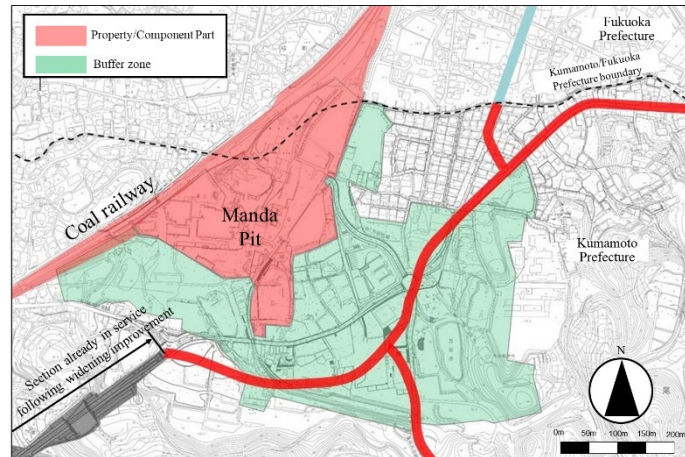 Property/Component Part
Buffer zone
Fukuoka
Prefecture
Kumamoto/Fukuoka
Prefecture boundary
Coal railway
Manda
Pit
Kumamoto
Prefecture
Section already in service
following widening/improvement
N
0m 50m 100m 150m 200m